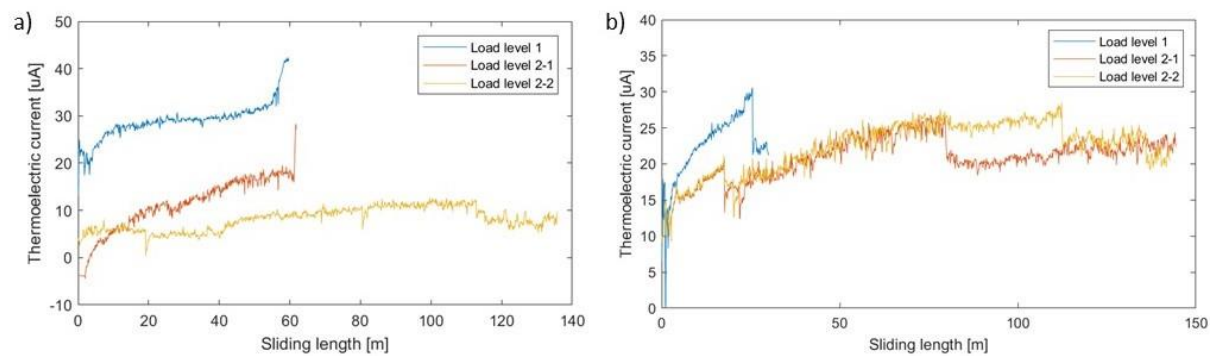 a)
50
40
30
20
10
0
-10
Thermoelectric current [uA]
Load level 1
Load level 2-1
Load level 2-2
0 20 40 60 80 100 120 140
Sliding length [m]
b)
40
35
30
25
20
15
10
5
0
Thermoelectric current [uA]
Load level 1
Load level 2-1
Load level 2-2
0 50 100 150
Sliding length [m]